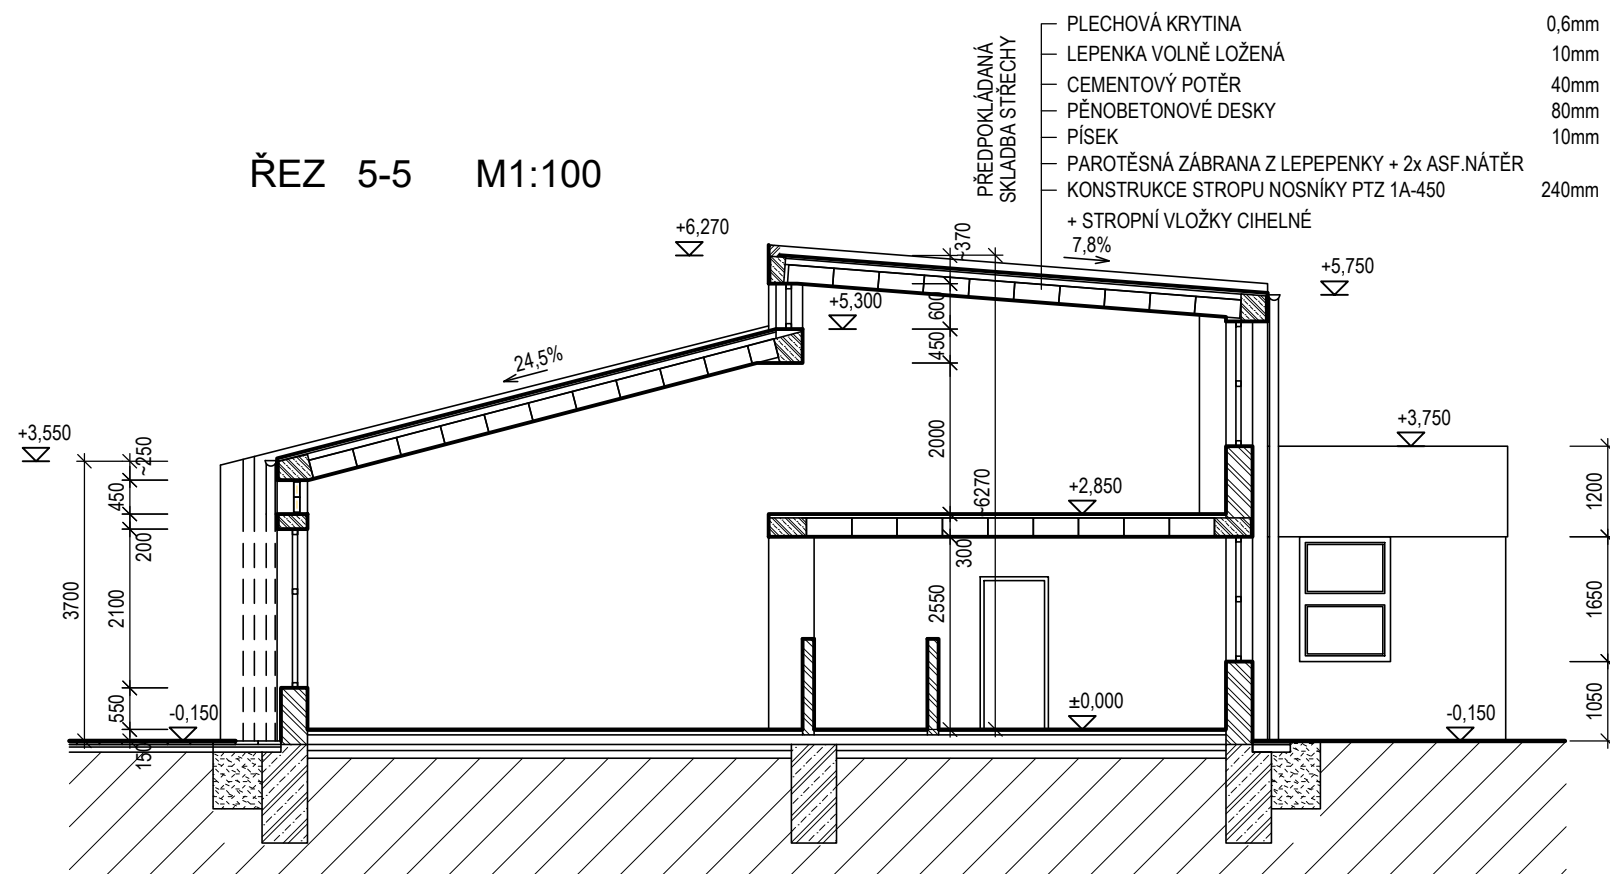 PŘEDPOKLÁDANÁ
SKLADBA STŘECHY
PLECHOVÁ KRYTINA 0,6mm
LEPENKA VOLNĚ LOŽENÁ 10mm
CEMENTOVÝ POTĚR 40mm
PĚNOBETONOVÉ DESKY 80mm
PÍSEK 10mm
PAROTĚSNÁ ZÁBRANA Z LEPEPENKY + 2x ASF.NÁTĚR
KONSTRUKCE STROPU NOSNÍKY PTZ 1A-450 240mm
+ STROPNÍ VLOŽKY CIHELNÉ
ŘEZ 5-5 M1:100
+6,270
~370
7,8%
+5,750
+5,300
600
450
24,5%
+3,550
+3,750
~250
2000
450
~6270
+2,850
1200
200
300
3700
2100
2550
1650
550
-0,150
±0,000
-0,150
1050
150